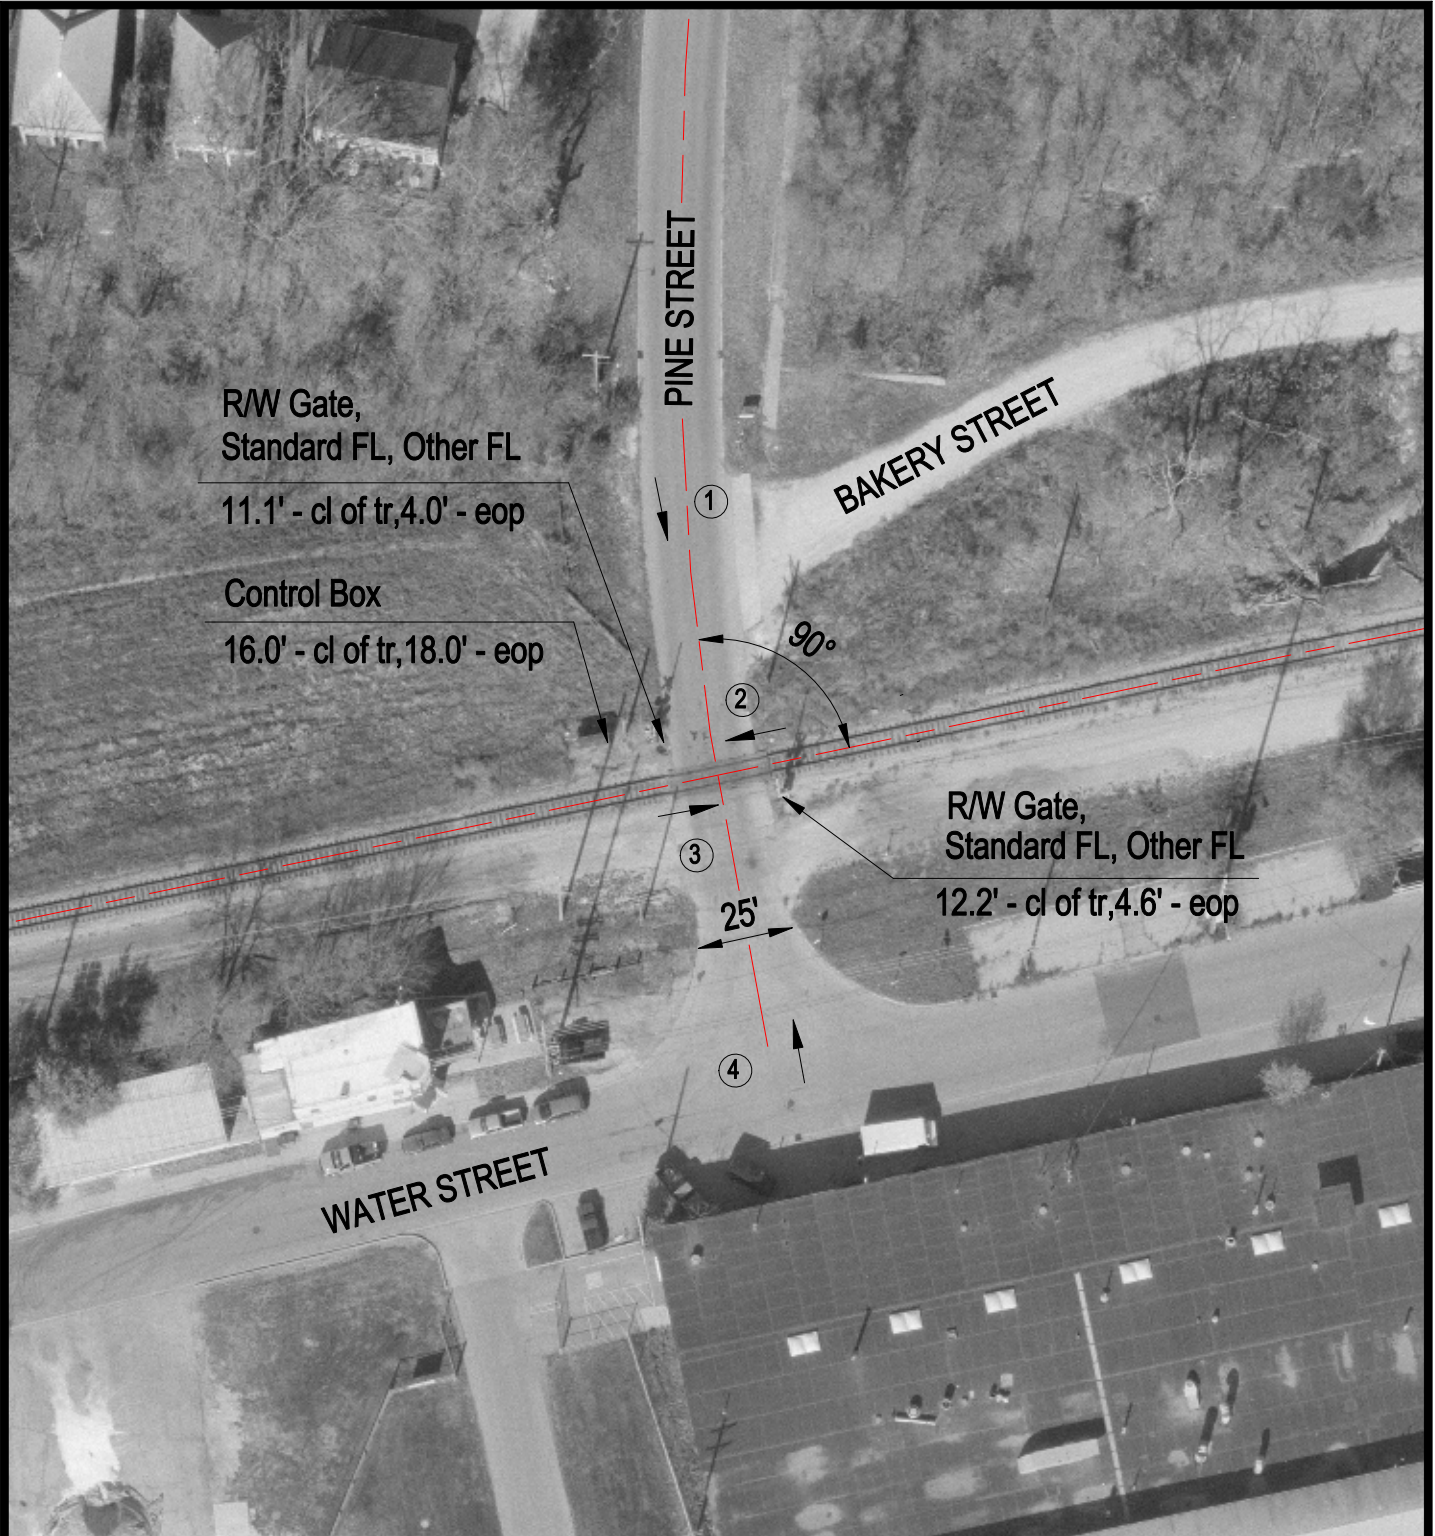 PINE STREET
R/W Gate,
Standard FL, Other FL
11.1' - cl of tr,4.0' - eop
BAKERY STREET
1
Control Box
16.0' - cl of tr,18.0' - eop
90°
2
R/W Gate,
Standard FL, Other FL
12.2' - cl of tr,4.6' - eop
3
25'
4
WATER STREET